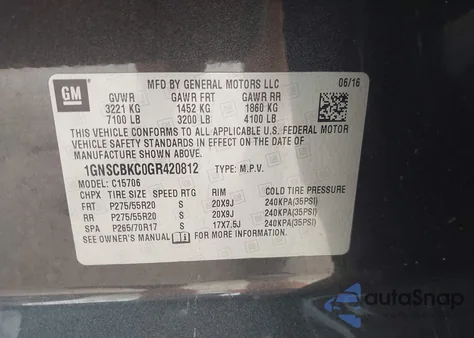 GM
MFD BY GENERAL MOTORS LLC
06/16
GVWR GAWR FRT GAWR RR
3221 KG 1452 KG 1860 KG
7100 LB 3200 LB 4100 LB
THIS VEHICLE CONFORMS TO ALL APPLICABLE U.S. FEDERAL MOTOR
VEHICLE SAFETY, BUMPER, AND THEFT PREVENTION
STANDARDS IN EFFECT ON THE DATE OF
MANUFACTURE SHOWN ABOVE.
1GNSCBKC0GR420812 TYPE: M.P.V.
MODEL: C15706
CHPX TIRE SIZE SPEED RTG RIM COLD TIRE PRESSURE
FRT P275/55R20 S 20X9J 240KPA(35PSI)
RR P275/55R20 S 20X9J 240KPA(35PSI)
SPA P265/70R17 S 17X7.5J 240KPA(35PSI)
SEE OWNER'S MANUAL i FOR MORE INFORMATION.
autoSnap